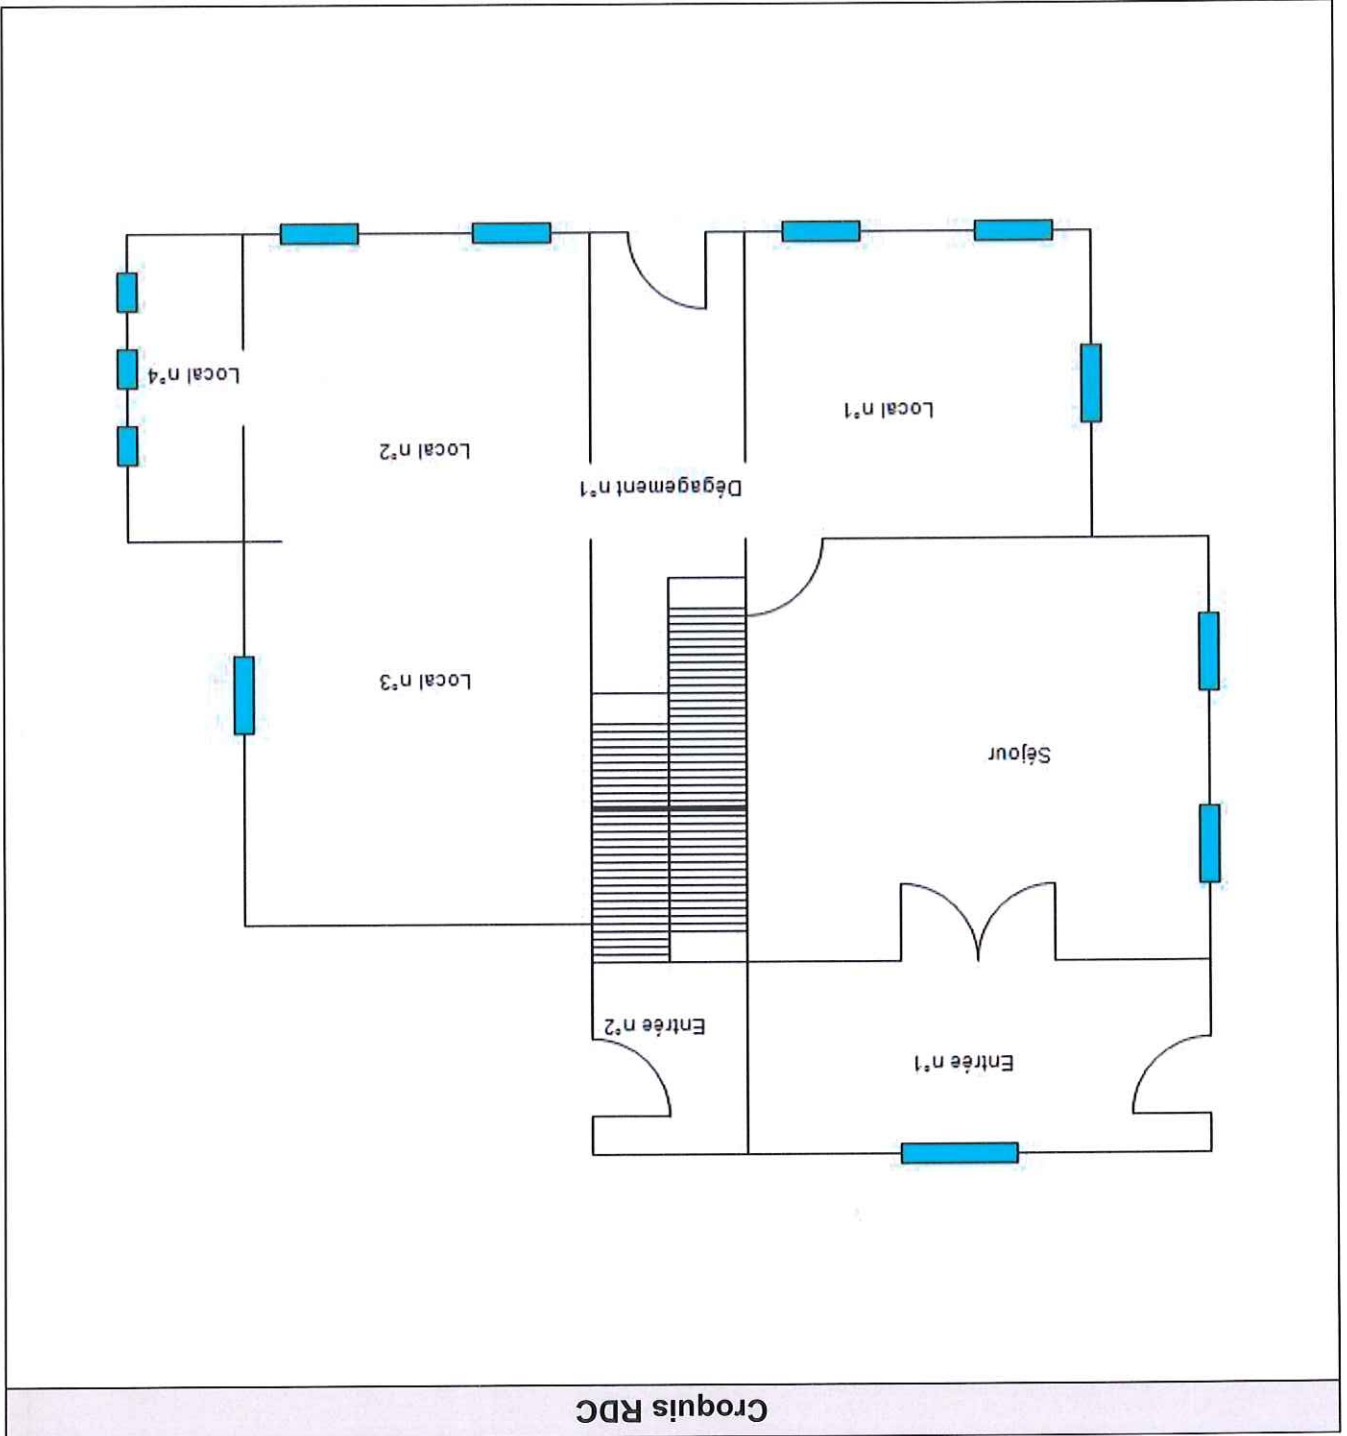 Croquis RDC
Entrée n°1
Entrée n°2
Séjour
Local n°3
Dégagement n°1
Local n°2
Local n°1
Local n°4